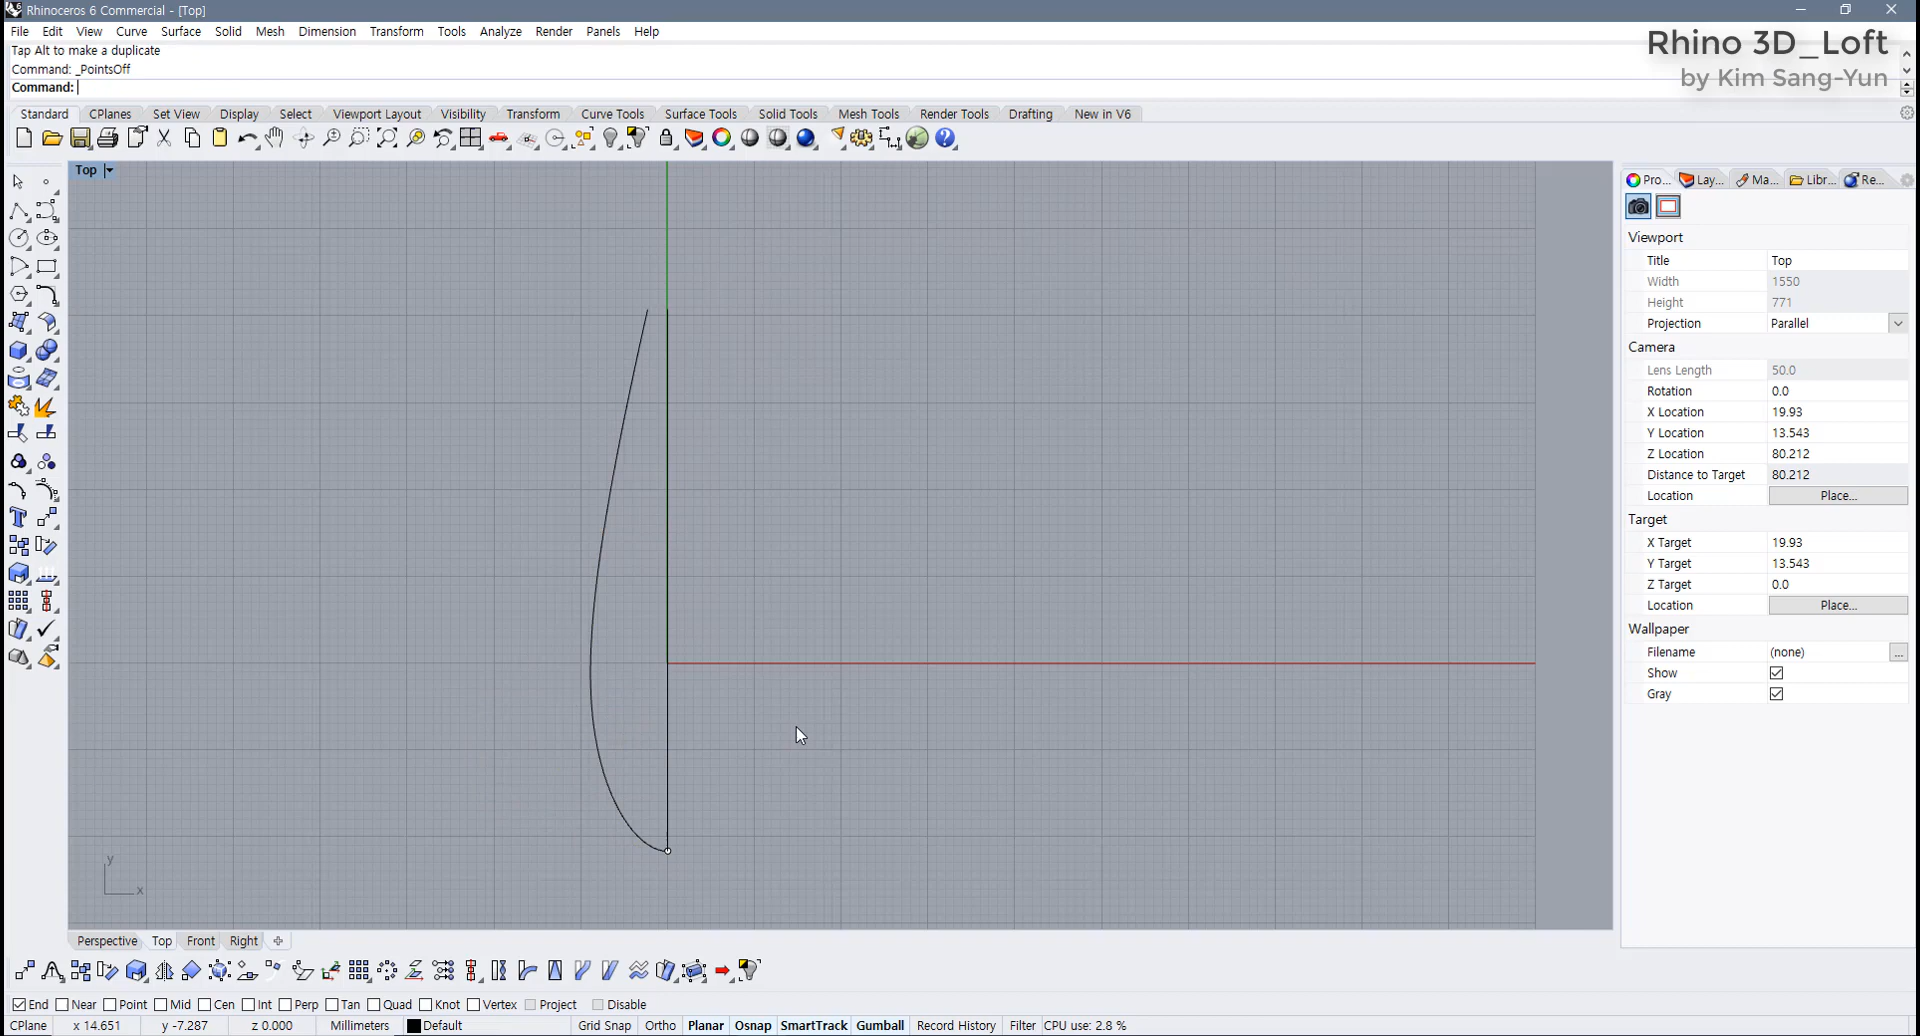 Rhinoceros 6 Commercial - [Top]
File Edit View Curve Surface Solid Mesh Dimension Transform Tools Analyze Render Panels Help
Tap Alt to make a duplicate
Command: _PointsOff
Command:
Rhino 3D_Loft
by Kim Sang-Yun
Standard CPlanes Set View Display Select Viewport Layout Visibility Transform Curve Tools Surface Tools Solid Tools Mesh Tools Render Tools Drafting New in V6
Top
Pro... Lay... Ma... Libr... Re...
Viewport
Title Top
Width 1550
Height 771
Projection Parallel
Camera
Lens Length 50.0
Rotation 0.0
X Location 19.93
Y Location 13.543
Z Location 80.212
Distance to Target 80.212
Location Place...
Target
X Target 19.93
Y Target 13.543
Z Target 0.0
Location Place...
Wallpaper
Filename (none) ...
Show
Gray
y
x
Perspective Top Front Right
End Near Point Mid Cen Int Perp Tan Quad Knot Vertex Project Disable
CPlane x 14.651 y -7.287 z 0.000 Millimeters Default Grid Snap Ortho Planar Osnap SmartTrack Gumball Record History Filter CPU use: 2.8 %